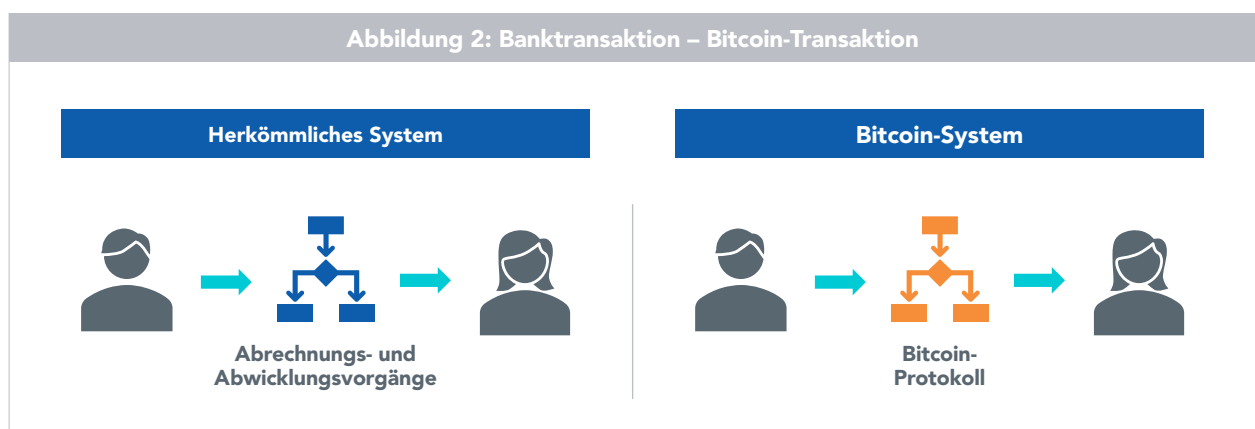 Abbildung 2: Banktransaktion – Bitcoin-Transaktion
Herkömmliches System
Bitcoin-System
Abrechnungs- und
Abwicklungsvorgänge
Bitcoin-
Protokoll